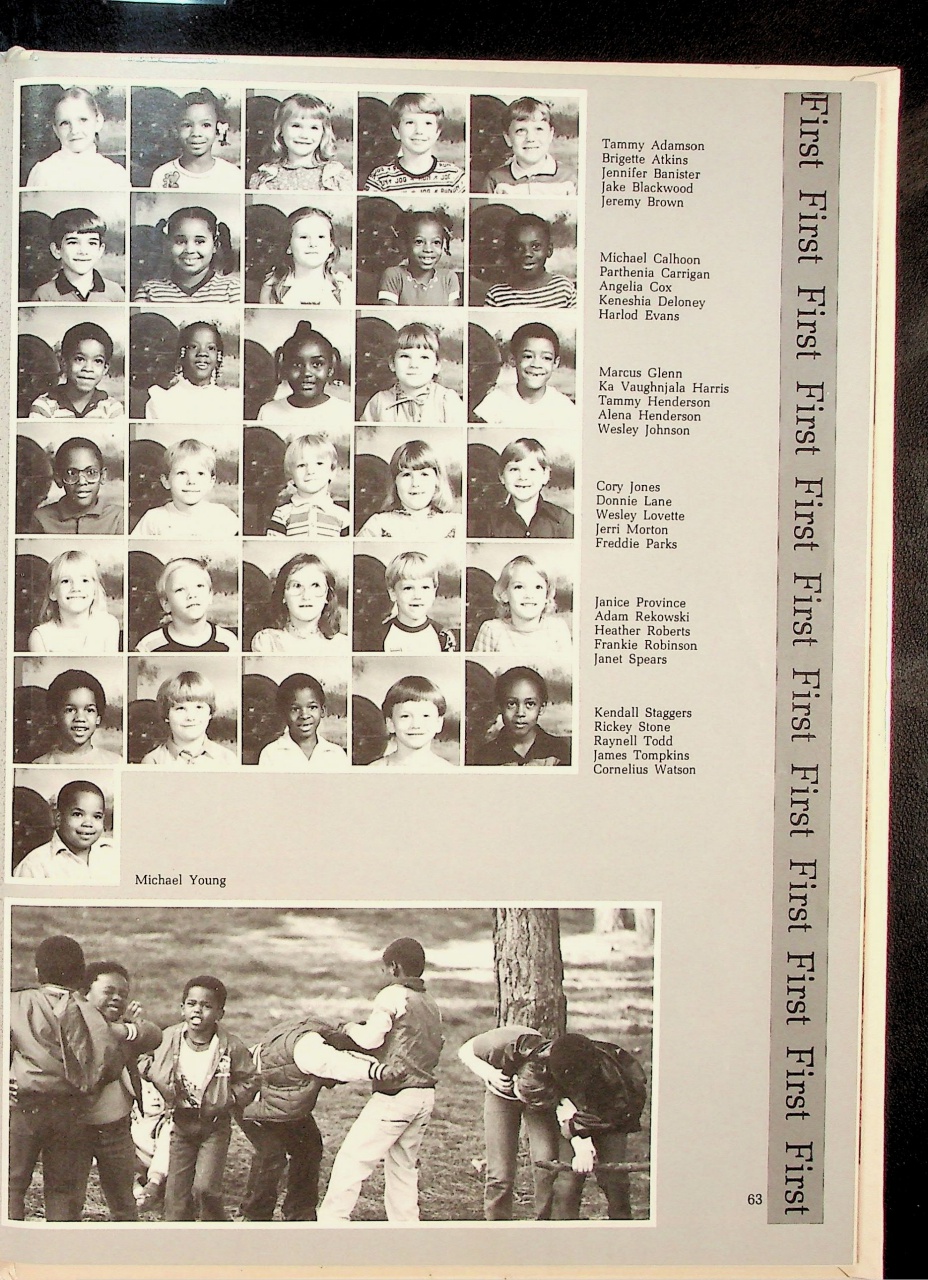 Tammy Adamson
Brigette Atkins
Jennifer Banister
Jake Blackwood
Jeremy Brown
Michael Calhoon
Parthenia Carrigan
Angelia Cox
Keneshia Deloney
Harlod Evans
Marcus Glenn
Ka Vaughnjala Harris
Tammy Henderson
Alena Henderson
Wesley Johnson
Cory Jones
Donnie Lane
Wesley Lovette
Jerri Morton
Freddie Parks
Janice Province
Adam Rekowski
Heather Roberts
Frankie Robinson
Janet Spears
Kendall Staggers
Rickey Stone
Raynell Todd
James Tompkins
Cornelius Watson
Michael Young
63
First First First First First First First First First First First First